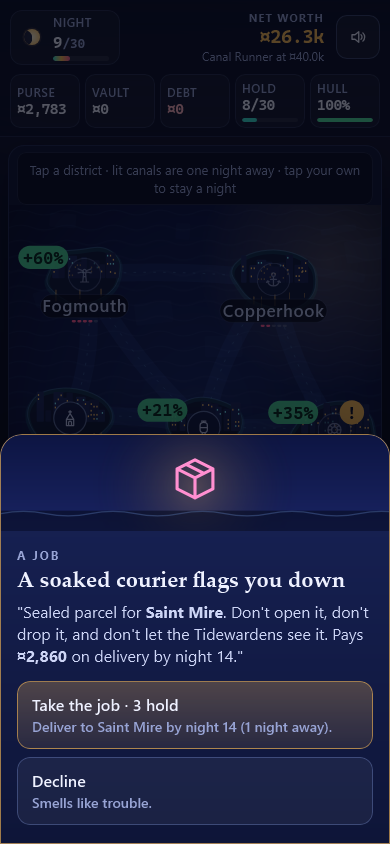 NIGHT
9/30
NET WORTH
¤26.3k
Canal Runner at ¤40.0k
PURSE
¤2,783
VAULT
¤0
DEBT
¤0
HOLD
8/30
HULL
100%
Tap a district · lit canals are one night away · tap your own
to stay a night
+60%
Fogmouth
Copperhook
+21%
+35%
!
A JOB
A soaked courier flags you down
"Sealed parcel for Saint Mire. Don't open it, don't
drop it, and don't let the Tidewardens see it. Pays
¤2,860 on delivery by night 14."
Take the job · 3 hold
Deliver to Saint Mire by night 14 (1 night away).
Decline
Smells like trouble.